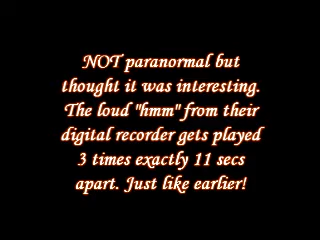 NOT paranormal but
thought it was interesting.
The loud "hmm" from their
digital recorder gets played
3 times exactly 11 secs
apart. Just like earlier!